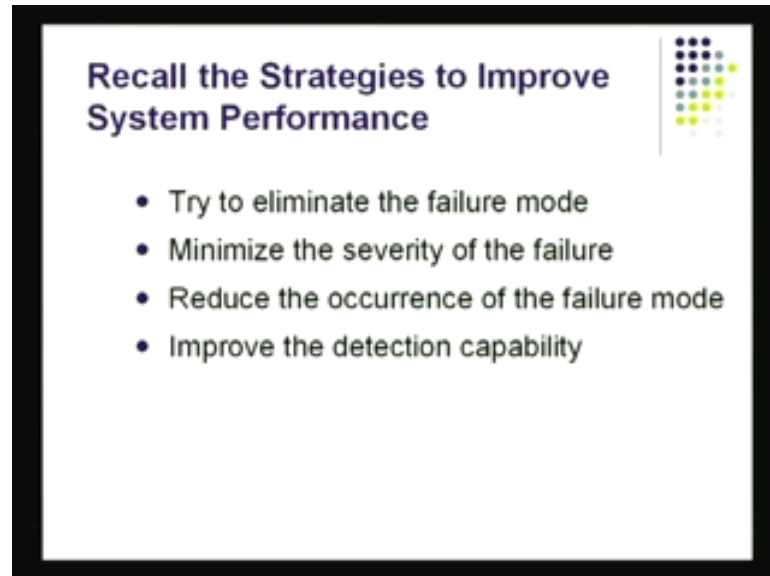 Recall the Strategies to Improve
System Performance
• Try to eliminate the failure mode
• Minimize the severity of the failure
• Reduce the occurrence of the failure mode
• Improve the detection capability